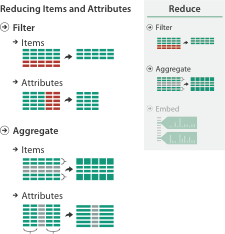 Reducing Items and Attributes
Filter
Items
Attributes
Aggregate
Items
Attributes
Reduce
Filter
Aggregate
Embed